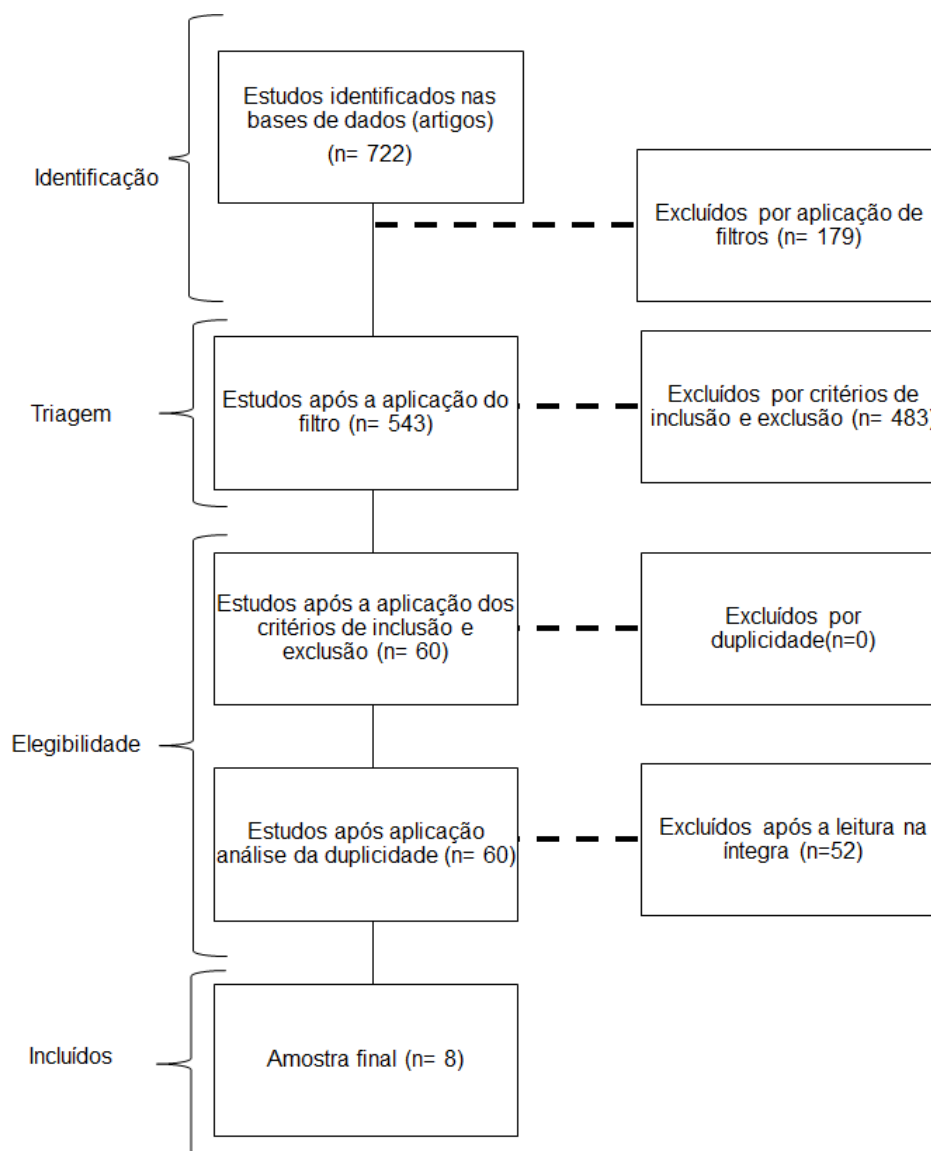 Estudos identificados nas
bases de dados (artigos)
(n= 722)
Identificação
Excluídos por aplicação de
filtros (n= 179)
Triagem
Estudos após a aplicação do
filtro (n= 543)
Excluídos por critérios de
inclusão e exclusão (n= 483)
Elegibilidade
Estudos após a aplicação dos
critérios de inclusão e
exclusão (n= 60)
Excluídos por
duplicidade(n=0)
Estudos após aplicação
análise da duplicidade (n= 60)
Excluídos após a leitura na
íntegra (n=52)
Incluídos
Amostra final (n= 8)